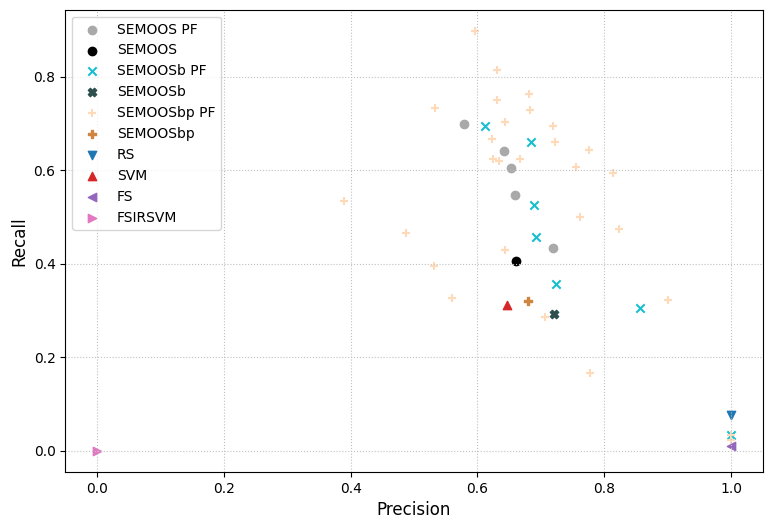 SEMOOS PF
SEMOOS
SEMOOSb PF
SEMOOSb
SEMOOSbp PF
SEMOOSbp
RS
SVM
FS
FSIRSVM
Recall
0.8
0.6
0.4
0.2
0.0
0.0 0.2 0.4 0.6 0.8 1.0
Precision